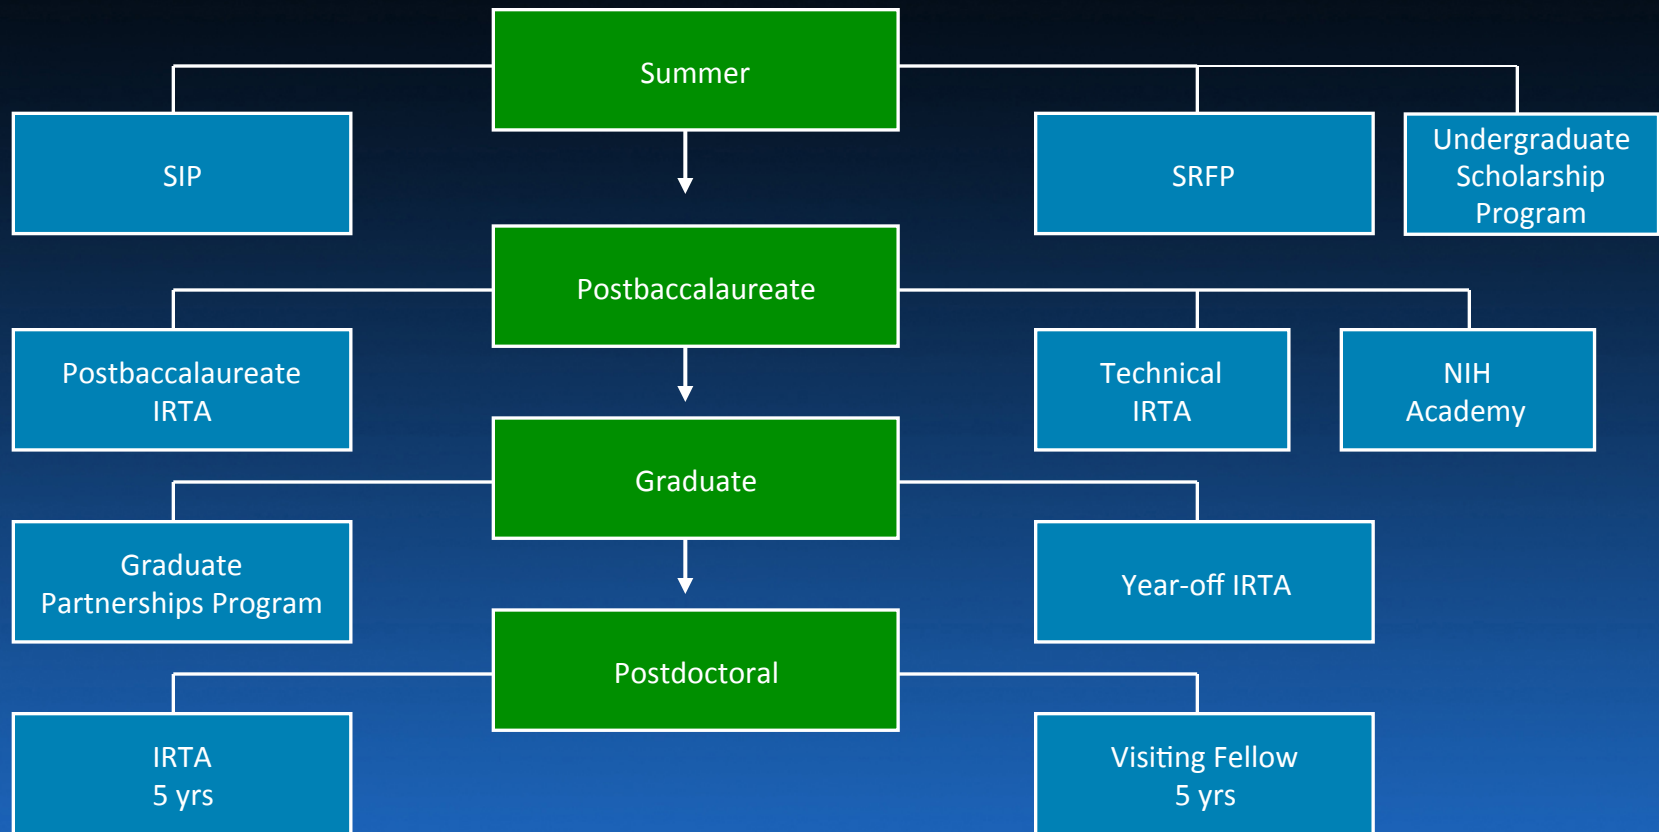 Summer
SIP
SRFP
Undergraduate
Scholarship
Program
Postbaccalaureate
Postbaccalaureate
IRTA
Technical
IRTA
NIH
Academy
Graduate
Graduate
Partnerships Program
Year-off IRTA
Postdoctoral
IRTA
5 yrs
Visiting Fellow
5 yrs